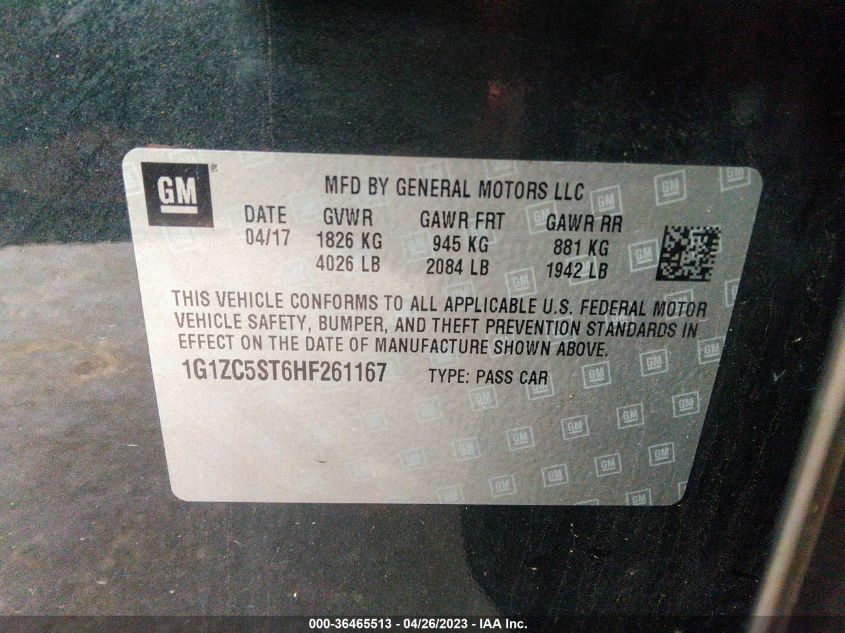 GM ® MFD BY GENERAL MOTORS LLC
DATE GVWR GAWR FRT GAWR RR
04/17 1826 KG 945 KG 881 KG
4026 LB 2084 LB 1942 LB
THIS VEHICLE CONFORMS TO ALL APPLICABLE U.S. FEDERAL MOTOR
VEHICLE SAFETY, BUMPER, AND THEFT PREVENTION STANDARDS IN
EFFECT ON THE DATE OF MANUFACTURE SHOWN ABOVE.
1G1ZC5ST6HF261167 TYPE: PASS CAR
000-36465513 - 04/26/2023 - IAA Inc.